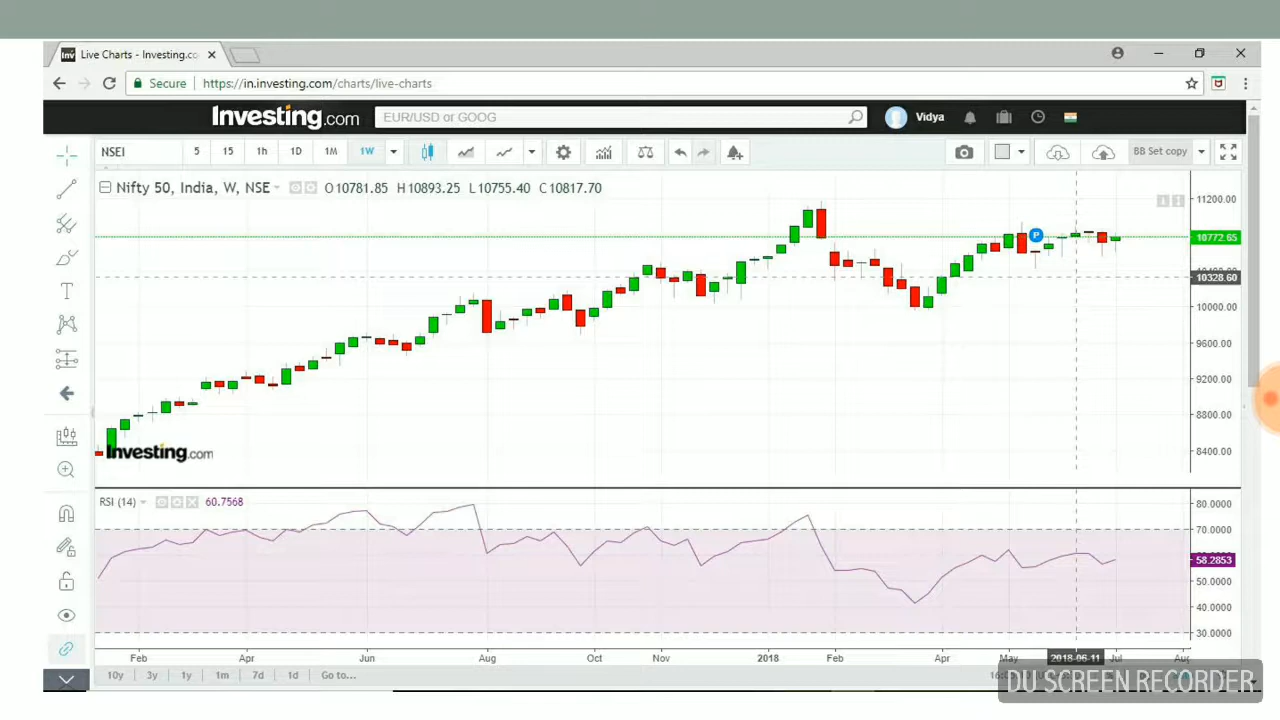 Live Charts - Investing.co
Secure https://in.investing.com/charts/live-charts
Investing.com EUR/USD or GOOG Vidya
NSEI 5 15 1h 1D 1M 1W BB Set copy
Nifty 50, India, W, NSE O10781.85 H10893.25 L10755.40 C10817.70
11200.00
10772.65
10328.60
10000.00
9600.00
9200.00
8800.00
8400.00
Investing.com
RSI (14) 60.7568
80.0000
70.0000
58.2853
50.0000
40.0000
30.0000
Feb Apr Jun Aug Oct Nov 2018 Feb Apr May 2018-06-11 Jul Aug
10y 3y 1y 1m 7d 1d Go to...
DU SCREEN RECORDER